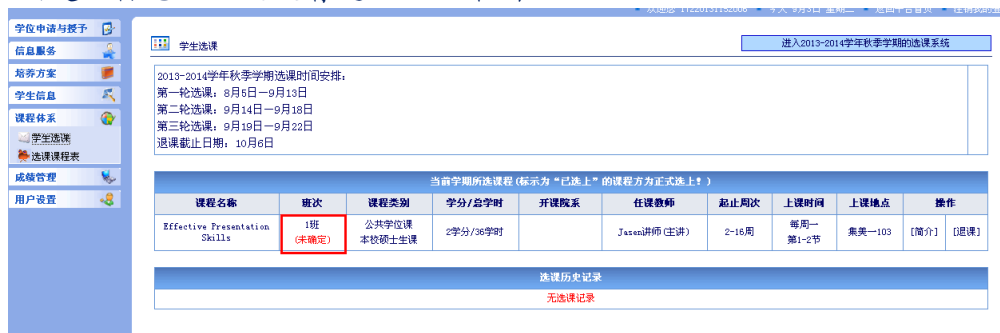 学位申请与授予
信息服务
培养方案
学生信息
课程体系
学生选课
选课课程表
成绩管理
用户设置
学生选课
进入2013-2014学年秋季学期的选课系统
2013-2014学年秋季学期选课时间安排:
第一轮选课: 8月5日—9月13日
第二轮选课: 9月14日—9月18日
第三轮选课: 9月19日—9月22日
退课截止日期: 10月6日
当前学期所选课程(标示为“已选上”的课程方为正式选上!)
课程名称 班次 课程类别 学分/总学时 开课院系 任课教师 起止周次 上课时间 上课地点 操作
Effective Presentation Skills 1班 (未确定) 公共学位课 本校硕士生课 2学分/36学时 Jasen讲师(主讲) 2-16周 每周一 第1-2节 集美一103 [简介] [退课]
选课历史记录
无选课记录